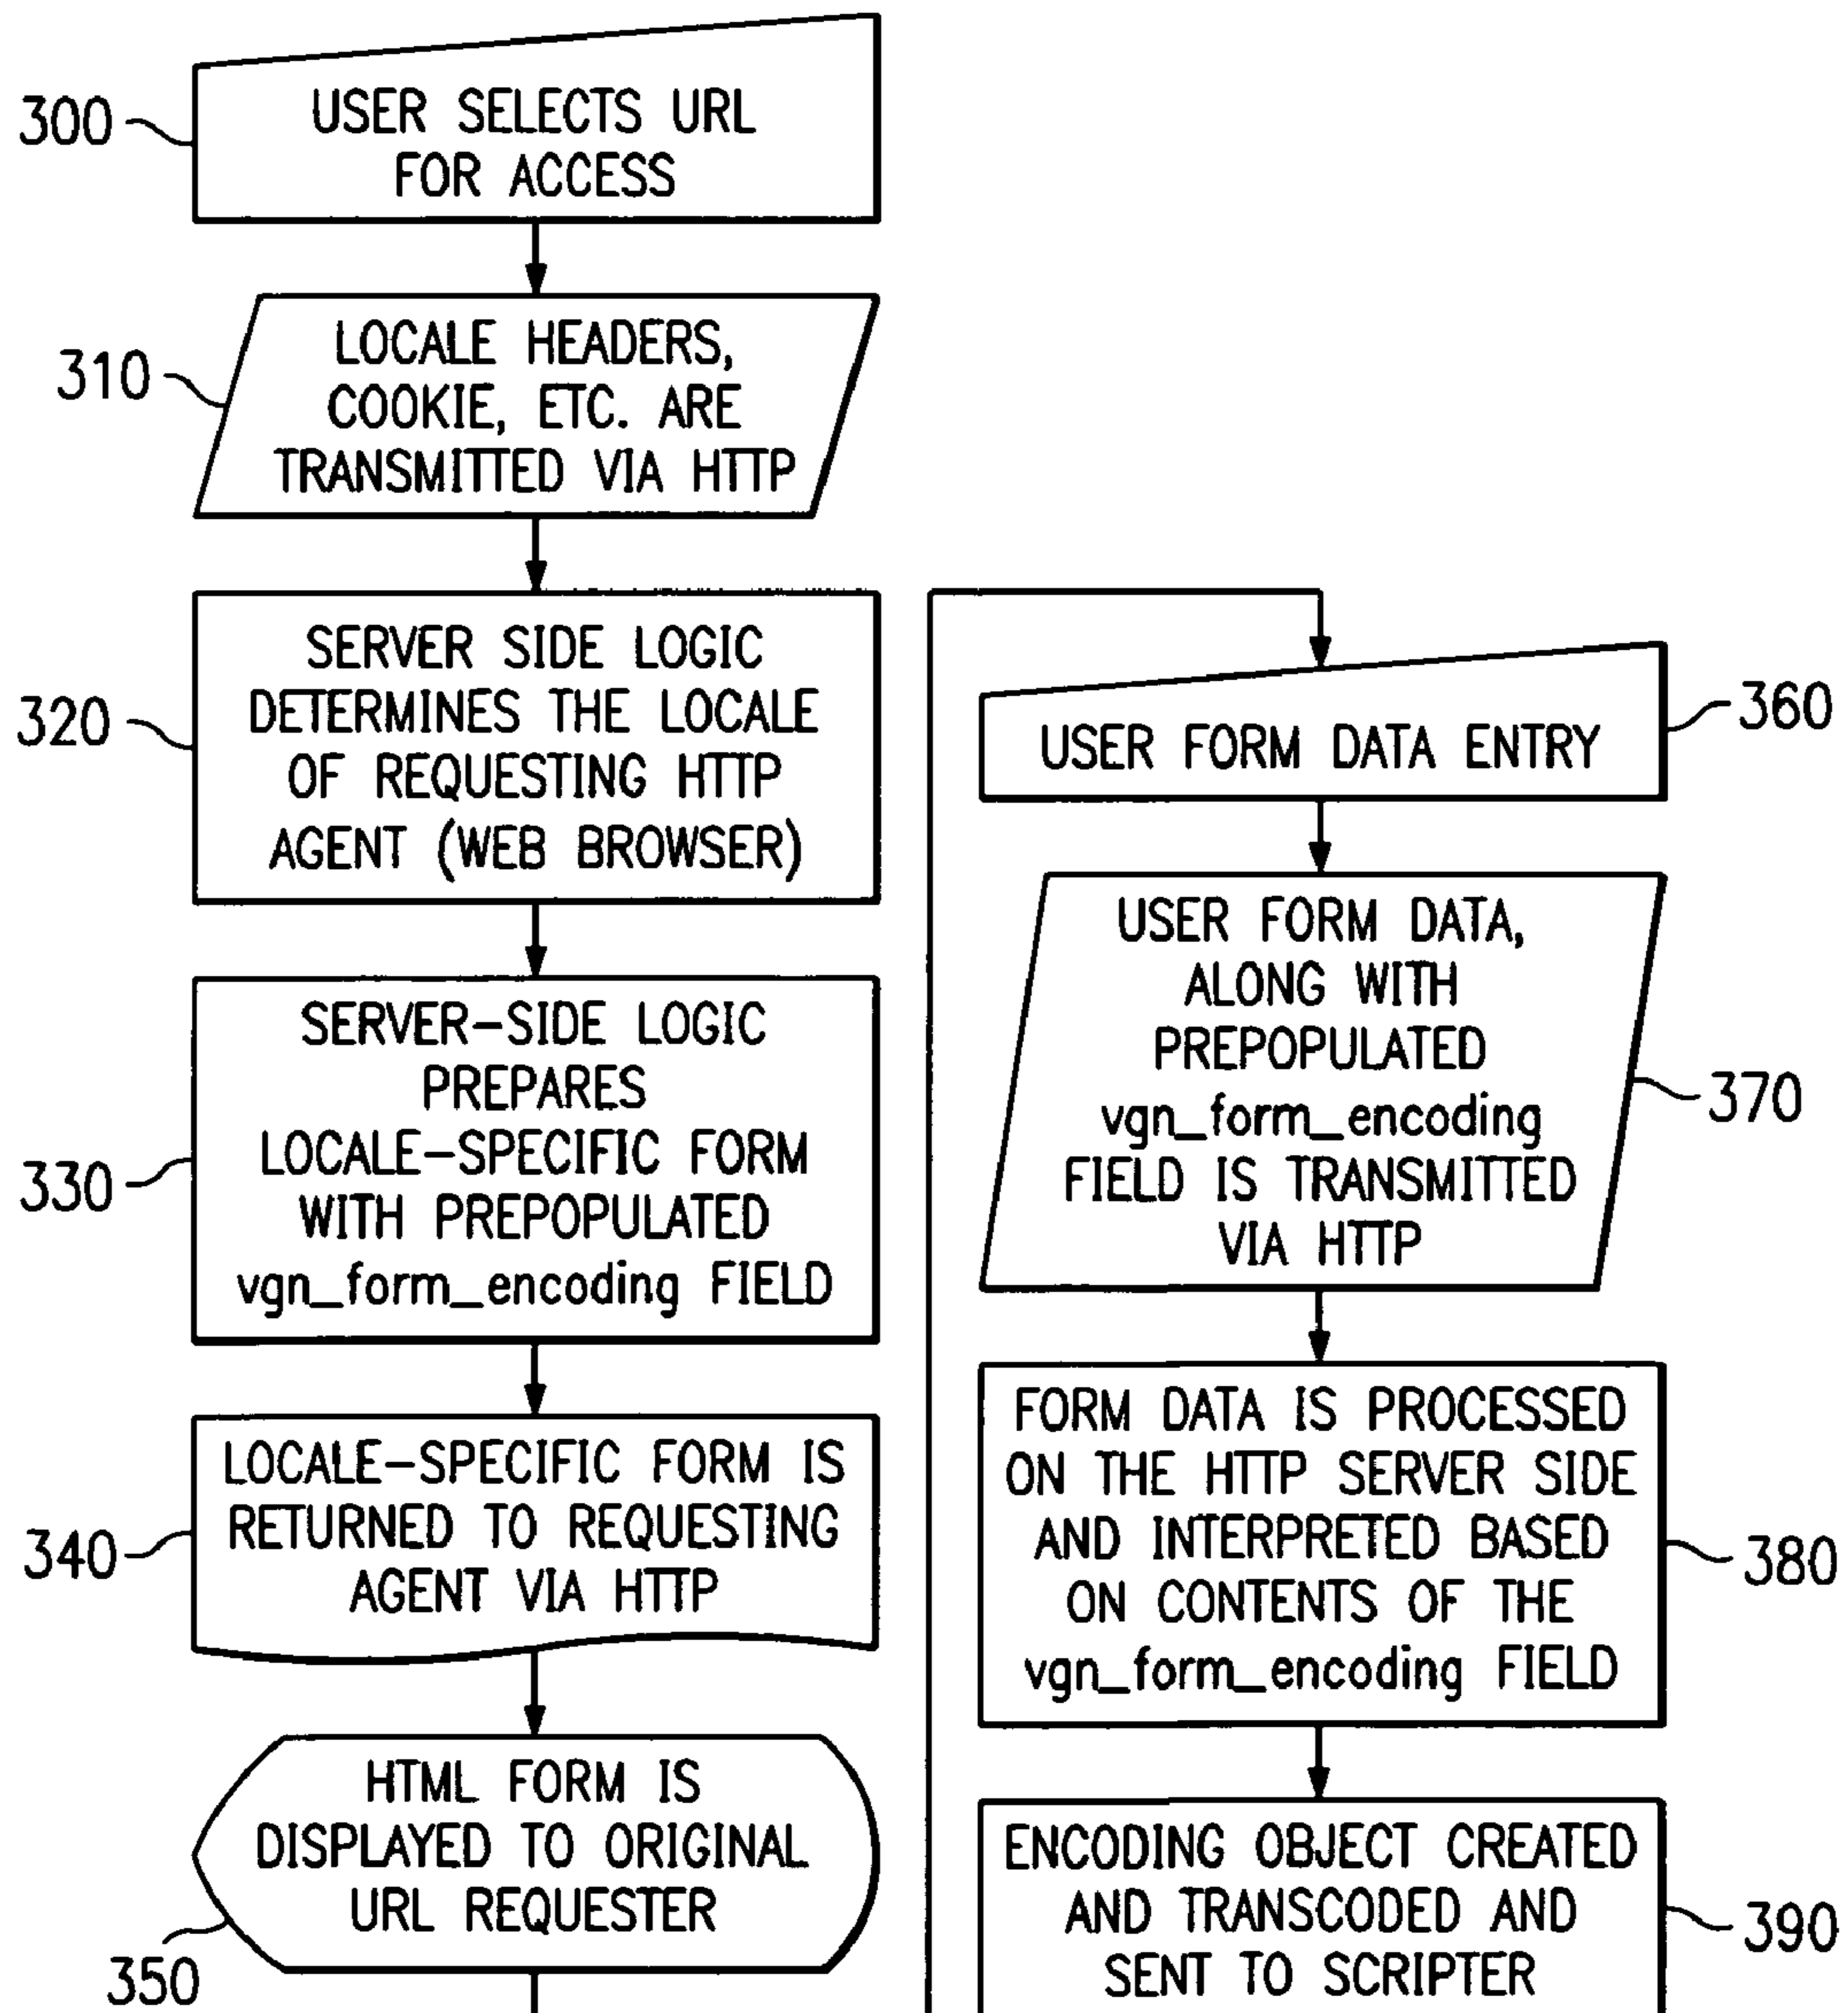 300
USER SELECTS URL
FOR ACCESS
310
LOCALE HEADERS,
COOKIE, ETC. ARE
TRANSMITTED VIA HTTP
320
SERVER SIDE LOGIC
DETERMINES THE LOCALE
OF REQUESTING HTTP
AGENT (WEB BROWSER)
330
SERVER-SIDE LOGIC
PREPARES
LOCALE-SPECIFIC FORM
WITH PREPOPULATED
vgn_form_encoding FIELD
340
LOCALE-SPECIFIC FORM IS
RETURNED TO REQUESTING
AGENT VIA HTTP
HTML FORM IS
DISPLAYED TO ORIGINAL
URL REQUESTER
350
USER FORM DATA ENTRY
360
USER FORM DATA,
ALONG WITH
PREPOPULATED
vgn_form_encoding
FIELD IS TRANSMITTED
VIA HTTP
370
FORM DATA IS PROCESSED
ON THE HTTP SERVER SIDE
AND INTERPRETED BASED
ON CONTENTS OF THE
vgn_form_encoding FIELD
380
ENCODING OBJECT CREATED
AND TRANSCODED AND
SENT TO SCRIPTER
390